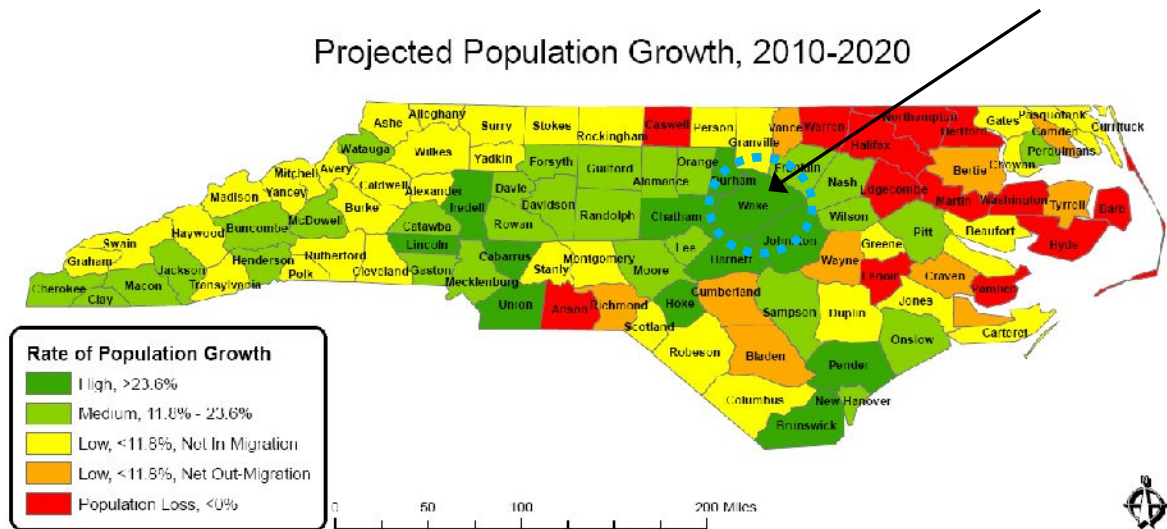 Projected Population Growth, 2010-2020
Ashe
Alleghany
Surry
Stokes
Rockingham
Caswell
Person
Granville
Vance
Warren
Northampton
Hertford
Halifax
Gates
Pasquotank
Camden
Currituck
Perquimans
Chowan
Bertie
Watauga
Wilkes
Yadkin
Forsyth
Guilford
Alamence
Orange
Durham
Franklin
Nash
Edgecombe
Martin
Washington
Tyrrell
Dare
Mitchell
Avery
Yancey
Caldwell
Alexander
Madison
Burke
McDowell
Iredell
Davie
Davidson
Randolph
Chatham
Wake
Wilson
Pitt
Beaufort
Hyde
Swain
Haywood
Buncombe
Catawba
Rowan
Lincoln
Johnston
Greene
Graham
Jackson
Henderson
Rutherford
Polk
Cleveland
Gaston
Cabarrus
Stanly
Montgomery
Moore
Lee
Harnett
Wayne
Lenoir
Craven
Pamlico
Cherokee
Clay
Macon
Transylvania
Mecklenburg
Union
Anson
Richmond
Hoke
Cumberland
Sampson
Duplin
Jones
Carteret
Scotland
Robeson
Bladen
Onslow
Pender
Columbus
New Hanover
Brunswick
Rate of Population Growth
High, >23.6%
Medium, 11.8% - 23.6%
Low, <11.8%, Net In Migration
Low, <11.8%, Net Out-Migration
Population Loss, <0%
0 50 100 200 Miles